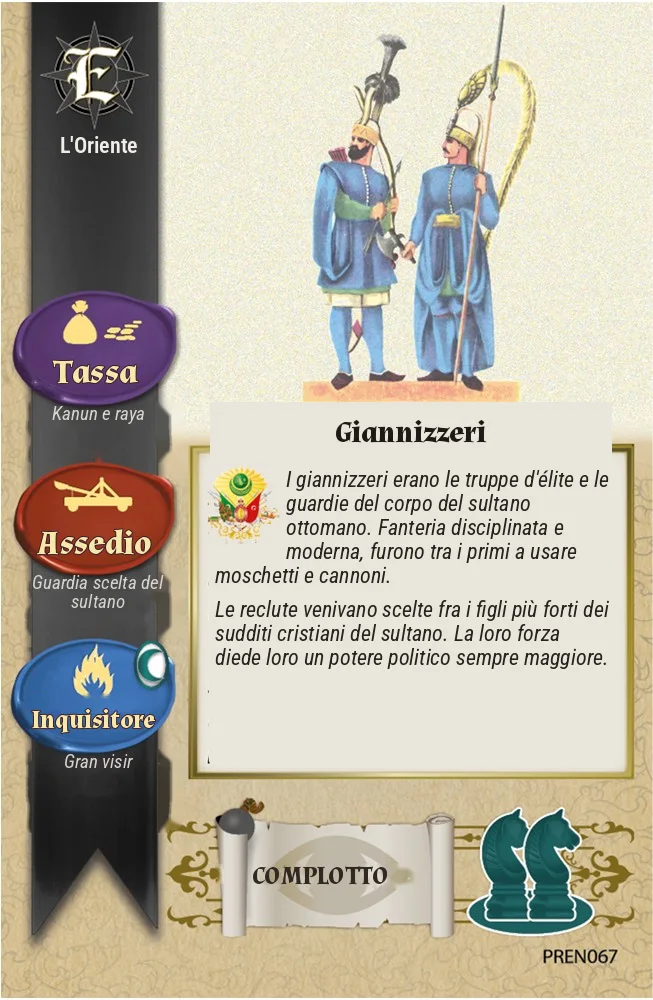 E
L'Oriente
Tassa
Kanun e raya
Assedio
Guardia scelta del
sultano
Inquisitore
Gran visir
Giannizzeri
I giannizzeri erano le truppe d'élite e le
guardie del corpo del sultano
ottomano. Fanteria disciplinata e
moderna, furono tra i primi a usare
moschetti e cannoni.
Le reclute venivano scelte fra i figli più forti dei
sudditi cristiani del sultano. La loro forza
diede loro un potere politico sempre maggiore.
COMPLOTTO
PREN067